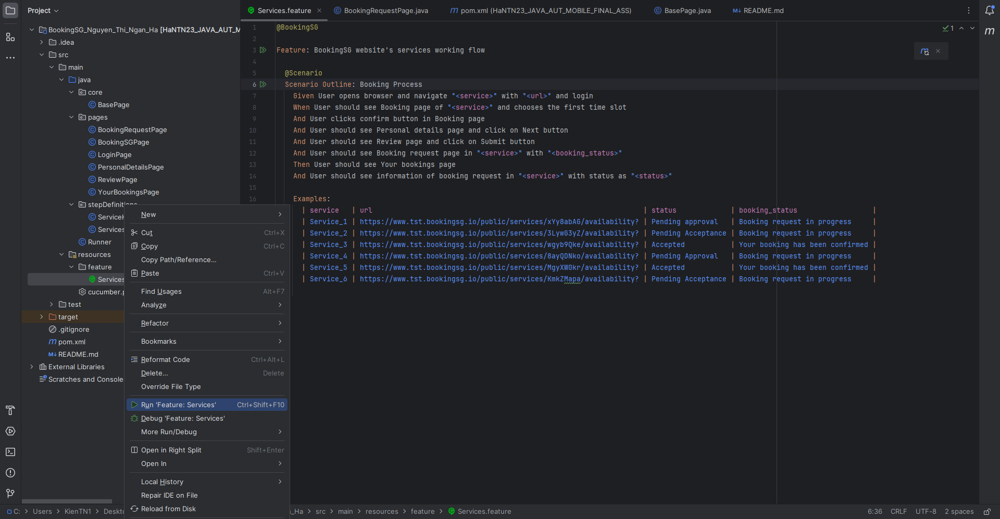 Project
Services.feature
BookingRequestPage.java
pom.xml (HaNTN23_JAVA_AUT_MOBILE_FINAL_ASS)
BasePage.java
README.md
BookingSG_Nguyen_Thi_Ngan_Ha [HaNTN23_JAVA_AUT_M
.idea
src
main
java
core
BasePage
pages
BookingRequestPage
BookingSGPage
LoginPage
PersonalDetailsPage
ReviewPage
YourBookingsPage
stepDefinitions
Service
Services
Runner
resources
feature
Services
cucumber.p
test
target
.gitignore
pom.xml
README.md
External Libraries
Scratches and Console
1 @BookingSG
2
3 Feature: BookingSG website's services working flow
4
5 @Scenario
6 Scenario Outline: Booking Process
7 Given User opens browser and navigate "<service>" with "<url>" and login
8 When User should see Booking page of "<service>" and chooses the first time slot
9 And User clicks confirm button in Booking page
10 And User should see Personal details page and click on Next button
11 And User should see Review page and click on Submit button
12 And User should see Booking request page in "<service>" with "<booking_status>"
13 Then User should see Your bookings page
14 And User should see information of booking request in "<service>" with status as "<status>"
15
16 Examples:
| service | url | status | booking_status |
| Service_1 | https://www.tst.bookingsg.io/public/services/xYy8abAG/availability? | Pending approval | Booking request in progress |
| Service_2 | https://www.tst.bookingsg.io/public/services/3LywG3yZ/availability? | Pending Acceptance | Booking request in progress |
| Service_3 | https://www.tst.bookingsg.io/public/services/wgyb9Qke/availability? | Accepted | Your booking has been confirmed |
| Service_4 | https://www.tst.bookingsg.io/public/services/8ayQDNko/availability? | Pending Approval | Booking request in progress |
| Service_5 | https://www.tst.bookingsg.io/public/services/MgyXW0kr/availability? | Accepted | Your booking has been confirmed |
| Service_6 | https://www.tst.bookingsg.io/public/services/KmkZMapa/availability? | Pending Acceptance | Booking request in progress |
1
New
Cut Ctrl+X
Copy Ctrl+C
Copy Path/Reference...
Paste Ctrl+V
Find Usages Alt+F7
Analyze
Refactor
Bookmarks
Reformat Code Ctrl+Alt+L
Delete... Delete
Override File Type
Run 'Feature: Services' Ctrl+Shift+F10
Debug 'Feature: Services'
More Run/Debug
Open in Right Split Shift+Enter
Open In
Local History
Repair IDE on File
Reload from Disk
C: > Users > KienTN1 > Deskto
_Ha > src > main > resources > feature > Services.feature
6:36 CRLF UTF-8 2 spaces